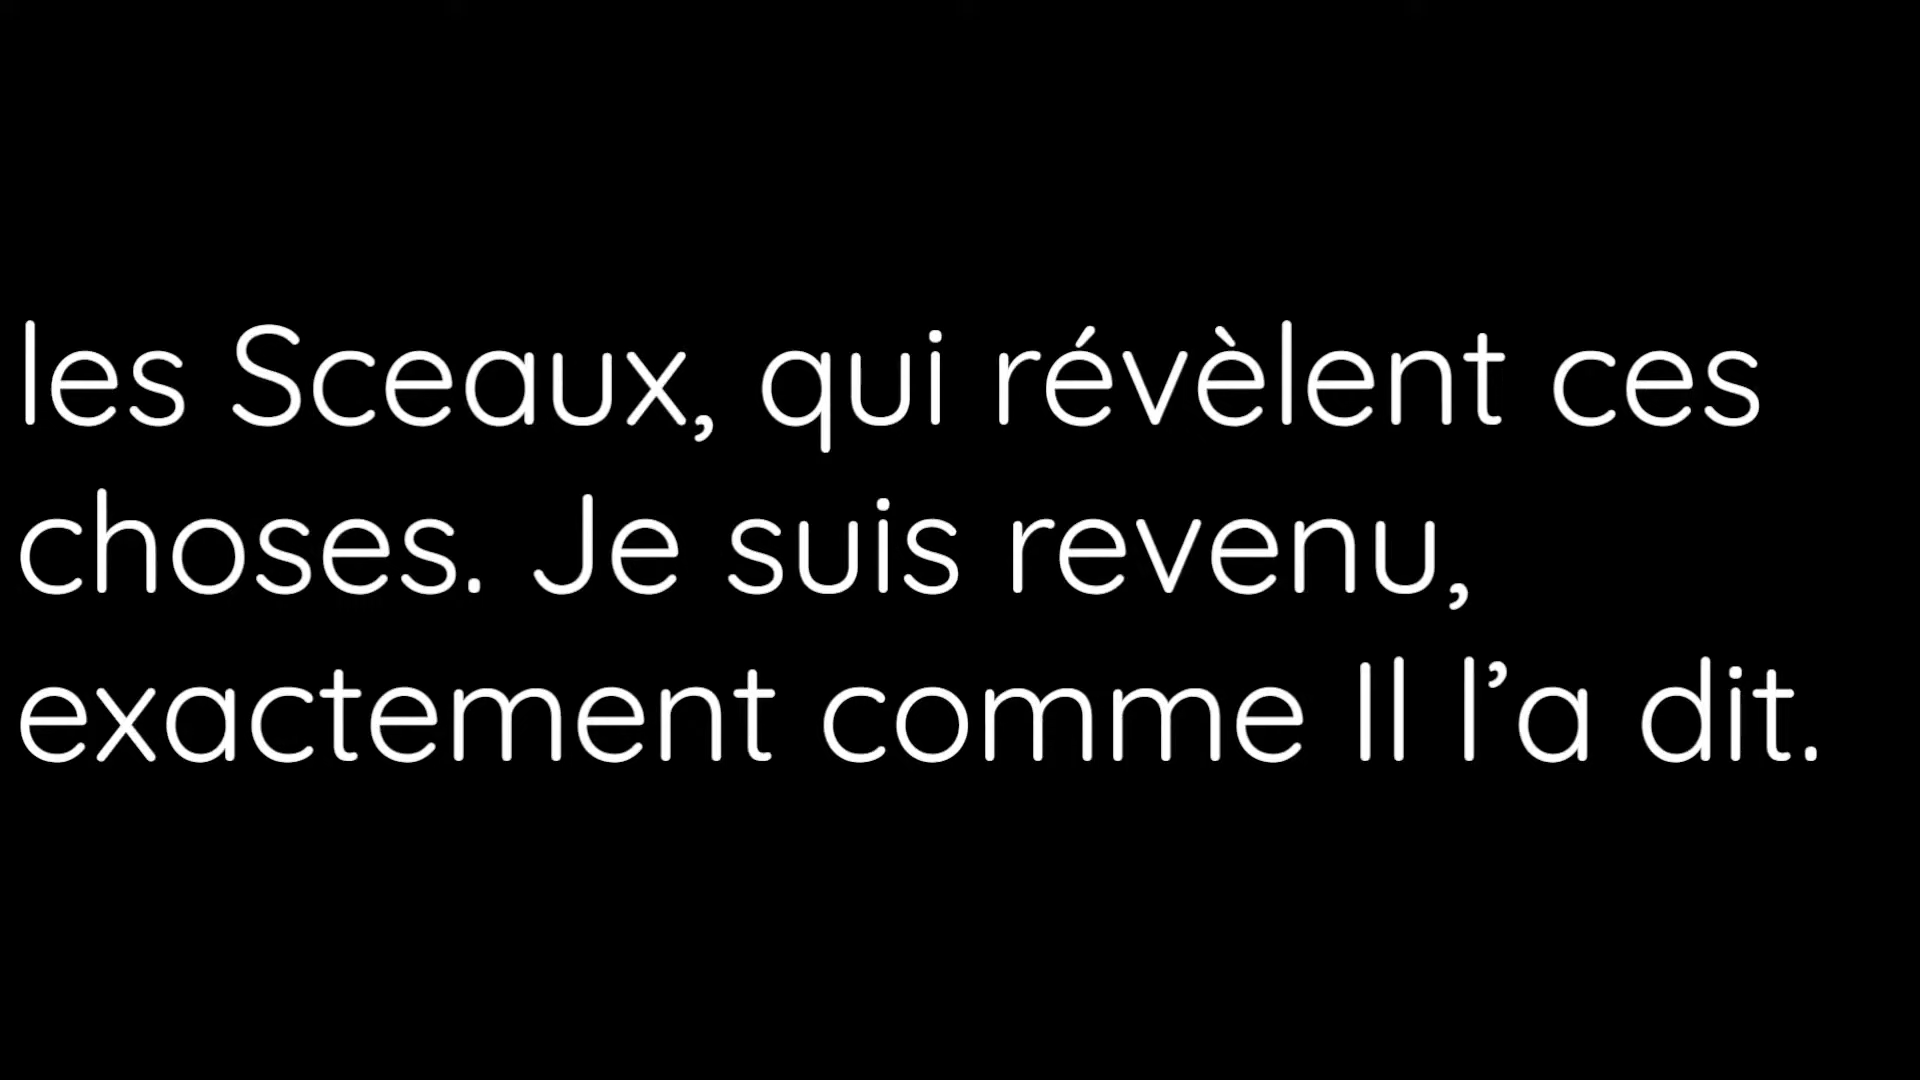 les Sceaux, qui révèlent ces
choses. Je suis revenu,
exactement comme Il l’a dit.